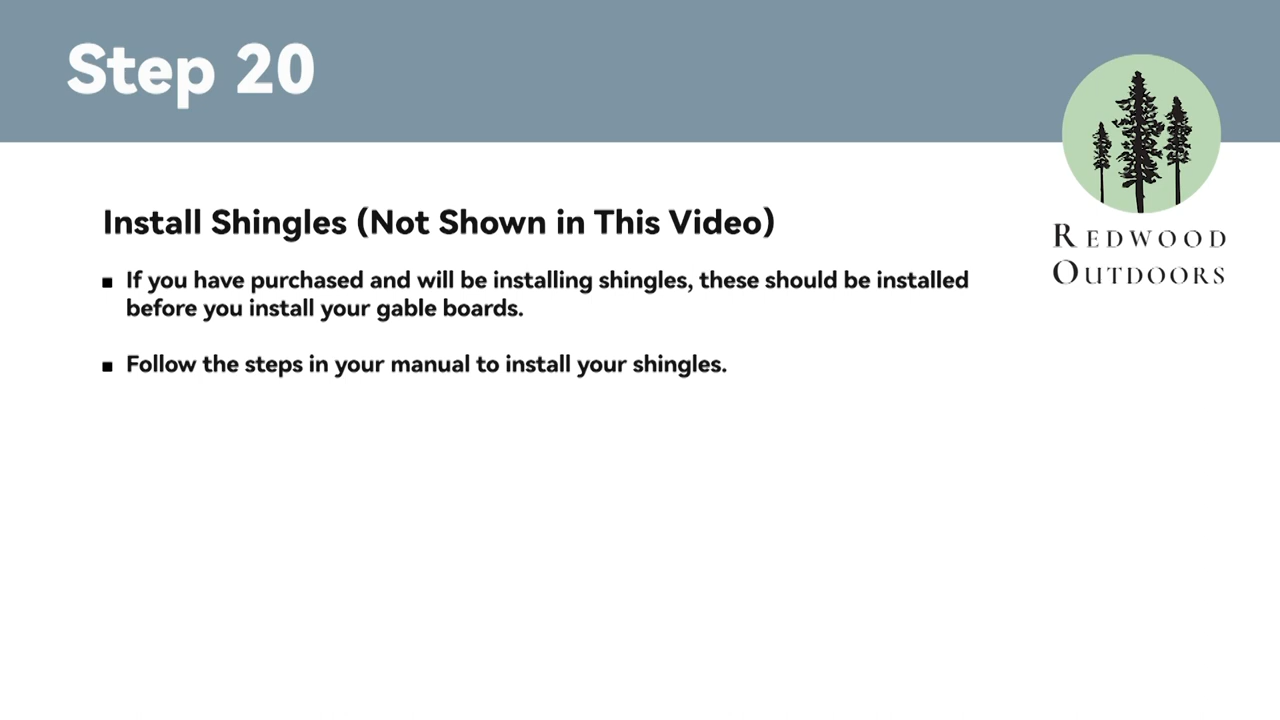 Step 20
Install Shingles (Not Shown in This Video)
▪ If you have purchased and will be installing shingles, these should be installed
before you install your gable boards.
▪ Follow the steps in your manual to install your shingles.
REDWOOD
OUTDOORS